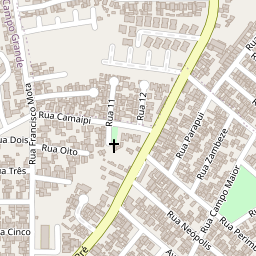 Campo Grande
Rua Francisco Mota
Rua Camaipi
Rua 11
Rua 12
Rua Dois
Rua Oito
Rua Três
Rua Cinco
Rua Parapuí
Rua Zambeze
Rua Campo Maior
Rua Neópolis
Rua Perim